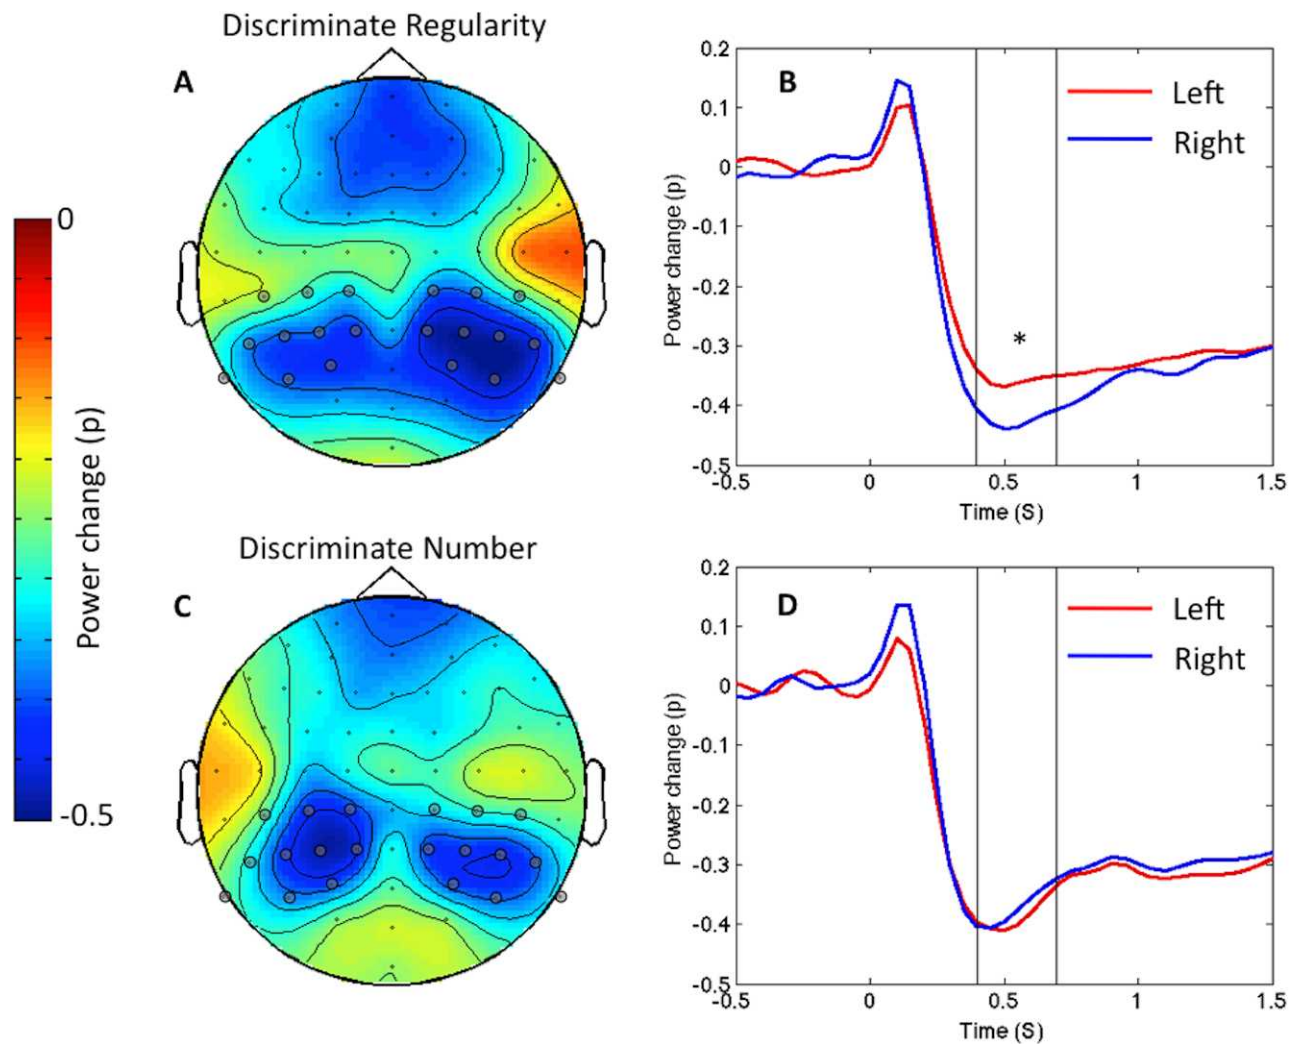 Discriminate Regularity
A
0
-0.5
Power change (p)
B
Left
Right
0.2
0.1
0
-0.1
-0.2
-0.3
-0.4
-0.5
Power change (p)
*
-0.5 0 0.5 1 1.5
Time (S)
Discriminate Number
C
D
Left
Right
0.2
0.1
0
-0.1
-0.2
-0.3
-0.4
-0.5
Power change (p)
-0.5 0 0.5 1 1.5
Time (S)